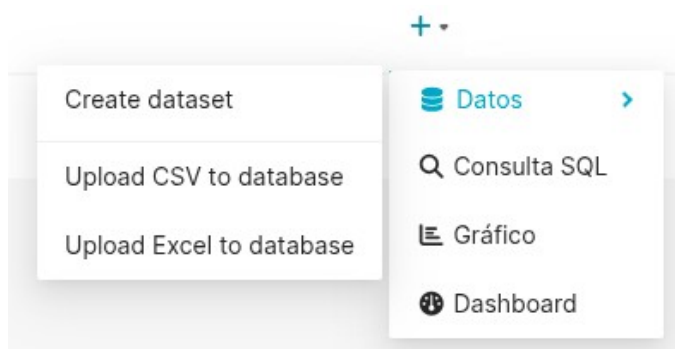 +
Create dataset
Upload CSV to database
Upload Excel to database
Datos
Consulta SQL
Gráfico
Dashboard